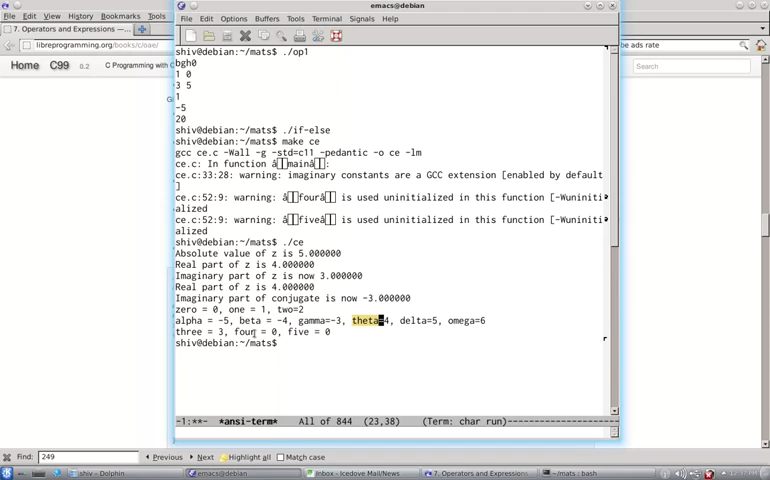 emacs@debian
File Edit View History Bookmarks Tools
File Edit Options Buffers Tools Terminal Signals Help
7. Operators and Expressions —...
libreprogramming.org/books/c/oae/
be ads rate
Home C99 0.2 C Programming with C
Search
shiv@debian:~/mats$ ./op1
bgh0
1 0
3 5
1
-5
20
shiv@debian:~/mats$ ./if-else
shiv@debian:~/mats$ make ce
gcc ce.c -Wall -g -std=c11 -pedantic -o ce -lm
ce.c: In function âmainâ:
ce.c:33:28: warning: imaginary constants are a GCC extension [enabled by default
]
ce.c:52:9: warning: âfourâ is used uninitialized in this function [-Wuniniti
alized
ce.c:52:9: warning: âfiveâ is used uninitialized in this function [-Wuniniti
alized
shiv@debian:~/mats$ ./ce
Absolute value of z is 5.000000
Real part of z is 4.000000
Imaginary part of z is now 3.000000
Real part of z is 4.000000
Imaginary part of conjugate is now -3.000000
zero = 0, one = 1, two=2
alpha = -5, beta = -4, gamma=-3, theta=4, delta=5, omega=6
three = 3, four = 0, five = 0
shiv@debian:~/mats$
-1:**- *ansi-term* All of 844 (23,38) (Term: char run)
Find: 249 Previous Next Highlight all Match case
shiv - Dolphin emacs@debian Inbox - Icedove Mail/News 7. Operators and Expressions ~/mats : bash